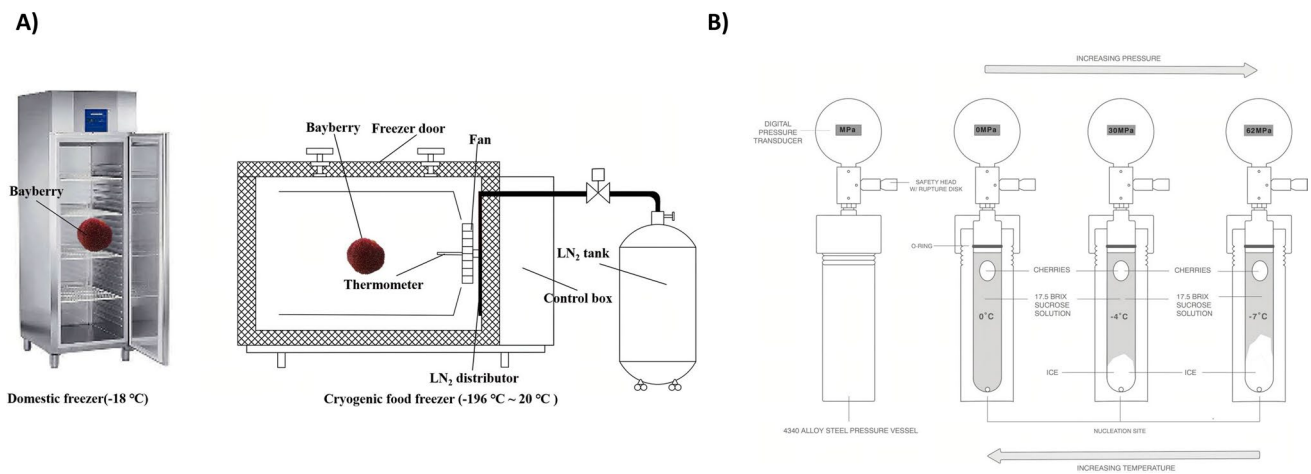 A)
Bayberry
Domestic freezer(-18 °C)
Bayberry
Freezer door
Fan
Thermometer
LN₂ tank
Control box
LN₂ distributor
Cryogenic food freezer (-196 °C ~ 20 °C )
B)
INCREASING PRESSURE
DIGITAL
PRESSURE
TRANSDUCER
MPa
0MPa
30MPa
62MPa
SAFETY HEAD
W/ RUPTURE DISK
O-RING
CHERRIES
CHERRIES
17.5 BRIX
SUCROSE
SOLUTION
17.5 BRIX
SUCROSE
SOLUTION
0˚C
-4˚C
-7˚C
ICE
ICE
4340 ALLOY STEEL PRESSURE VESSEL
NUCLEATION SITE
INCREASING TEMPERATURE